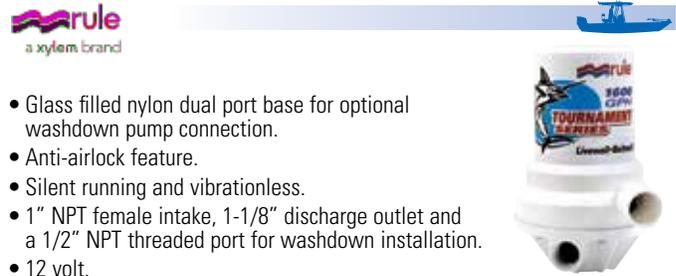 rule
a xylem brand
• Glass filled nylon dual port base for optional
washdown pump connection.
• Anti-airlock feature.
• Silent running and vibrationless.
• 1” NPT female intake, 1-1/8” discharge outlet and
a 1/2” NPT threaded port for washdown installation.
• 12 volt.
rule
1600
GPH
TOURNAMENT
SERIES